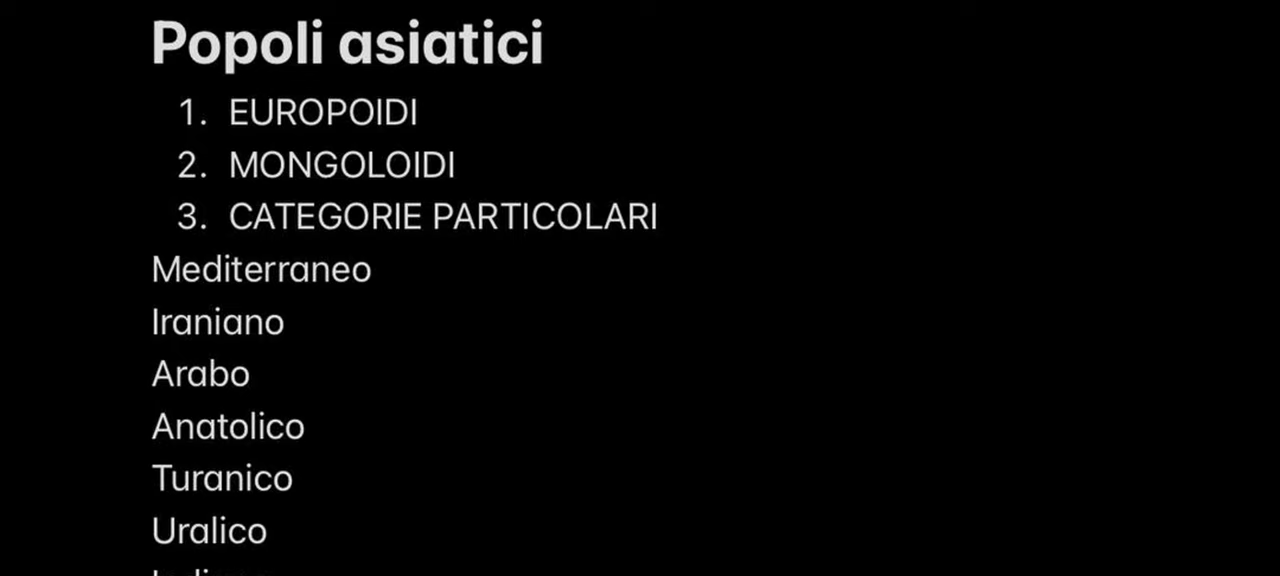 Popoli asiatici
1. EUROPOIDI
2. MONGOLOIDI
3. CATEGORIE PARTICOLARI
Mediterraneo
Iraniano
Arabo
Anatolico
Turanico
Uralico